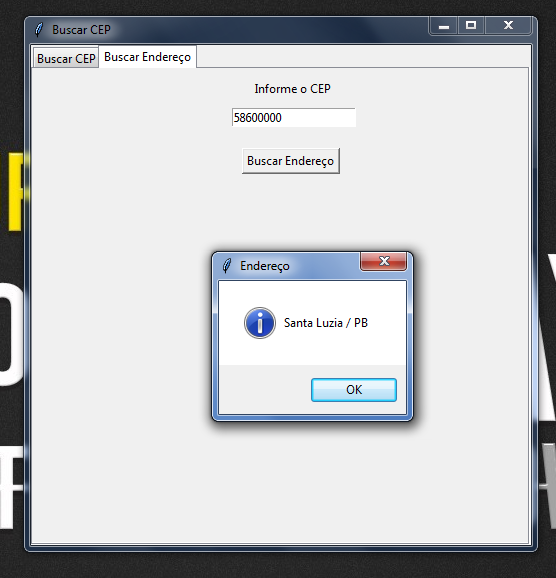 Buscar CEP
Buscar CEP Buscar Endereço
Informe o CEP
58600000
Buscar Endereço
Endereço
Santa Luzia / PB
OK